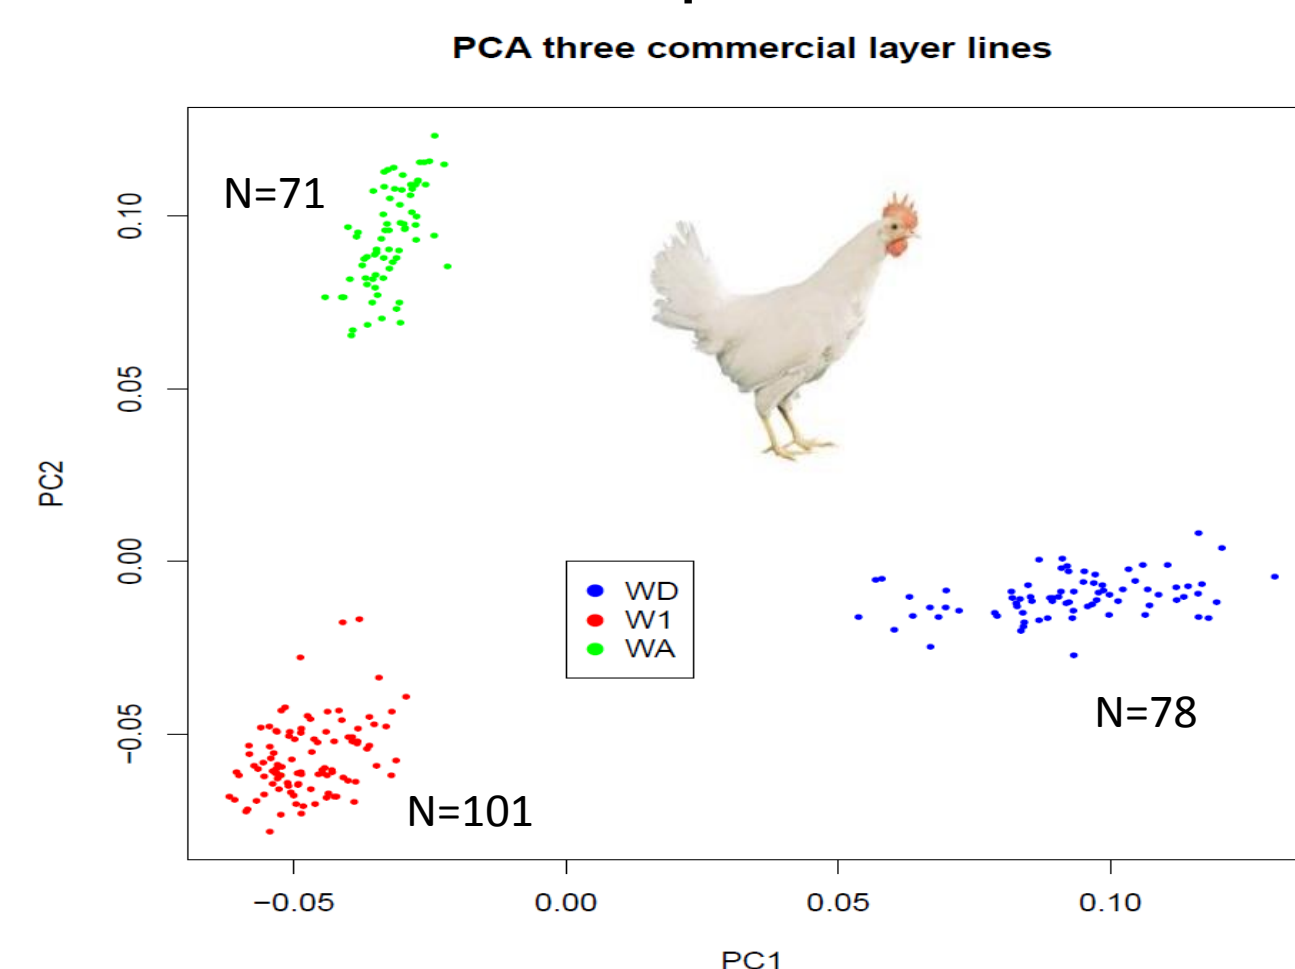 PCA three commercial layer lines
N=71
0.10
0.05
PC2
0.00
WD
W1
WA
N=78
−0.05
N=101
−0.05 0.00 0.05 0.10
PC1